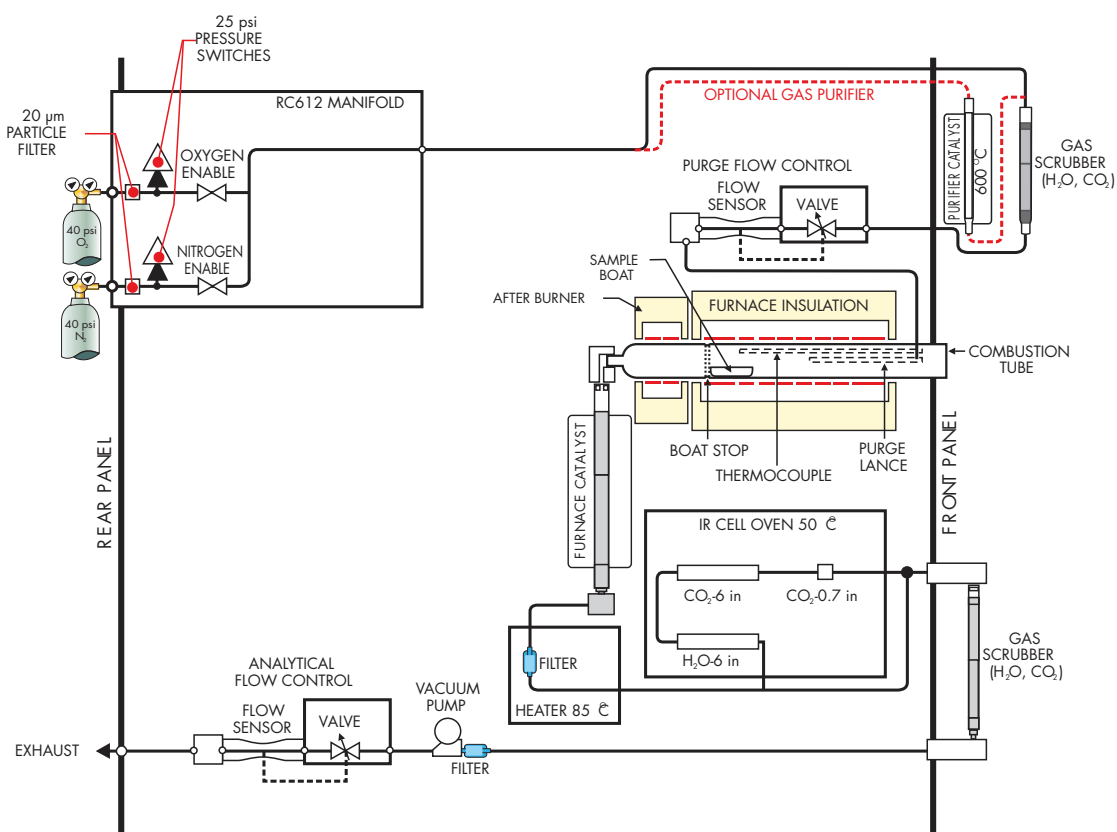 25 psi
PRESSURE
SWITCHES
RC612 MANIFOLD
20 µm
PARTICLE
FILTER
OXYGEN
ENABLE
40 psi
O₂
NITROGEN
ENABLE
40 psi
N₂
OPTIONAL GAS PURIFIER
PURIFIER CATALYST
600 °C
GAS
SCRUBBER
(H₂O, CO₂)
PURGE FLOW CONTROL
FLOW
SENSOR
VALVE
SAMPLE
BOAT
AFTER BURNER
FURNACE INSULATION
COMBUSTION
TUBE
BOAT STOP
THERMOCOUPLE
PURGE
LANCE
FURNACE CATALYST
REAR PANEL
FRONT PANEL
IR CELL OVEN 50 °C
CO₂-6 in
CO₂-0.7 in
H₂O-6 in
FILTER
HEATER 85 °C
GAS
SCRUBBER
(H₂O, CO₂)
ANALYTICAL
FLOW CONTROL
FLOW
SENSOR
VALVE
VACUUM
PUMP
FILTER
EXHAUST